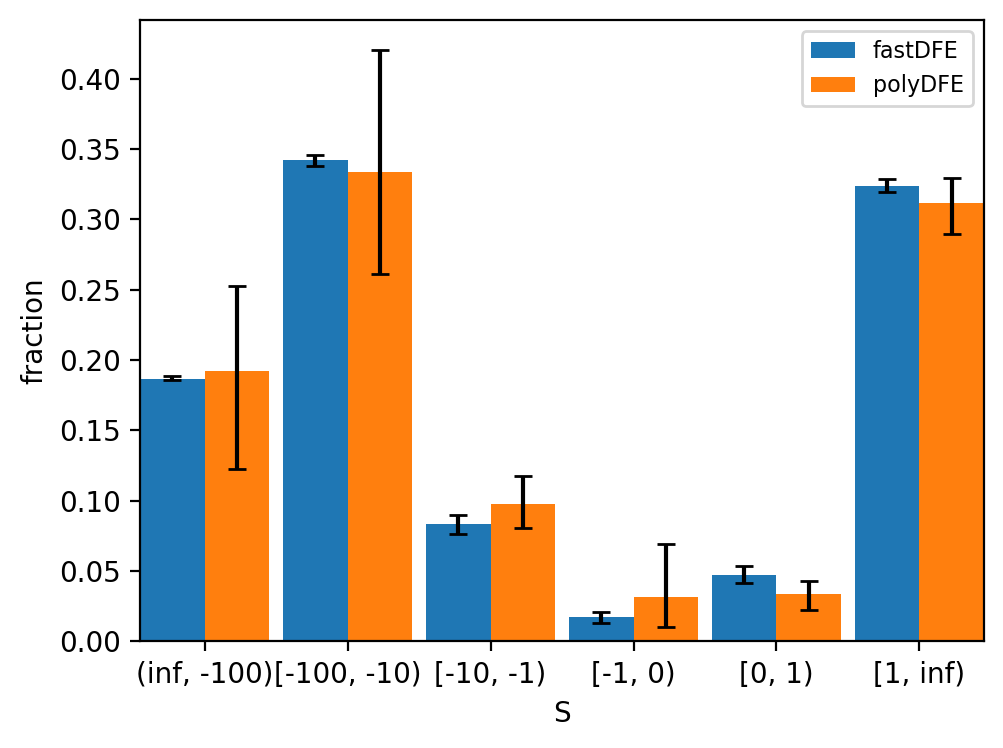 fastDFE
polyDFE
0.40
0.35
0.30
0.25
0.20
0.15
0.10
0.05
0.00
fraction
(inf, -100) [-100, -10) [-10, -1) [-1, 0) [0, 1) [1, inf)
S